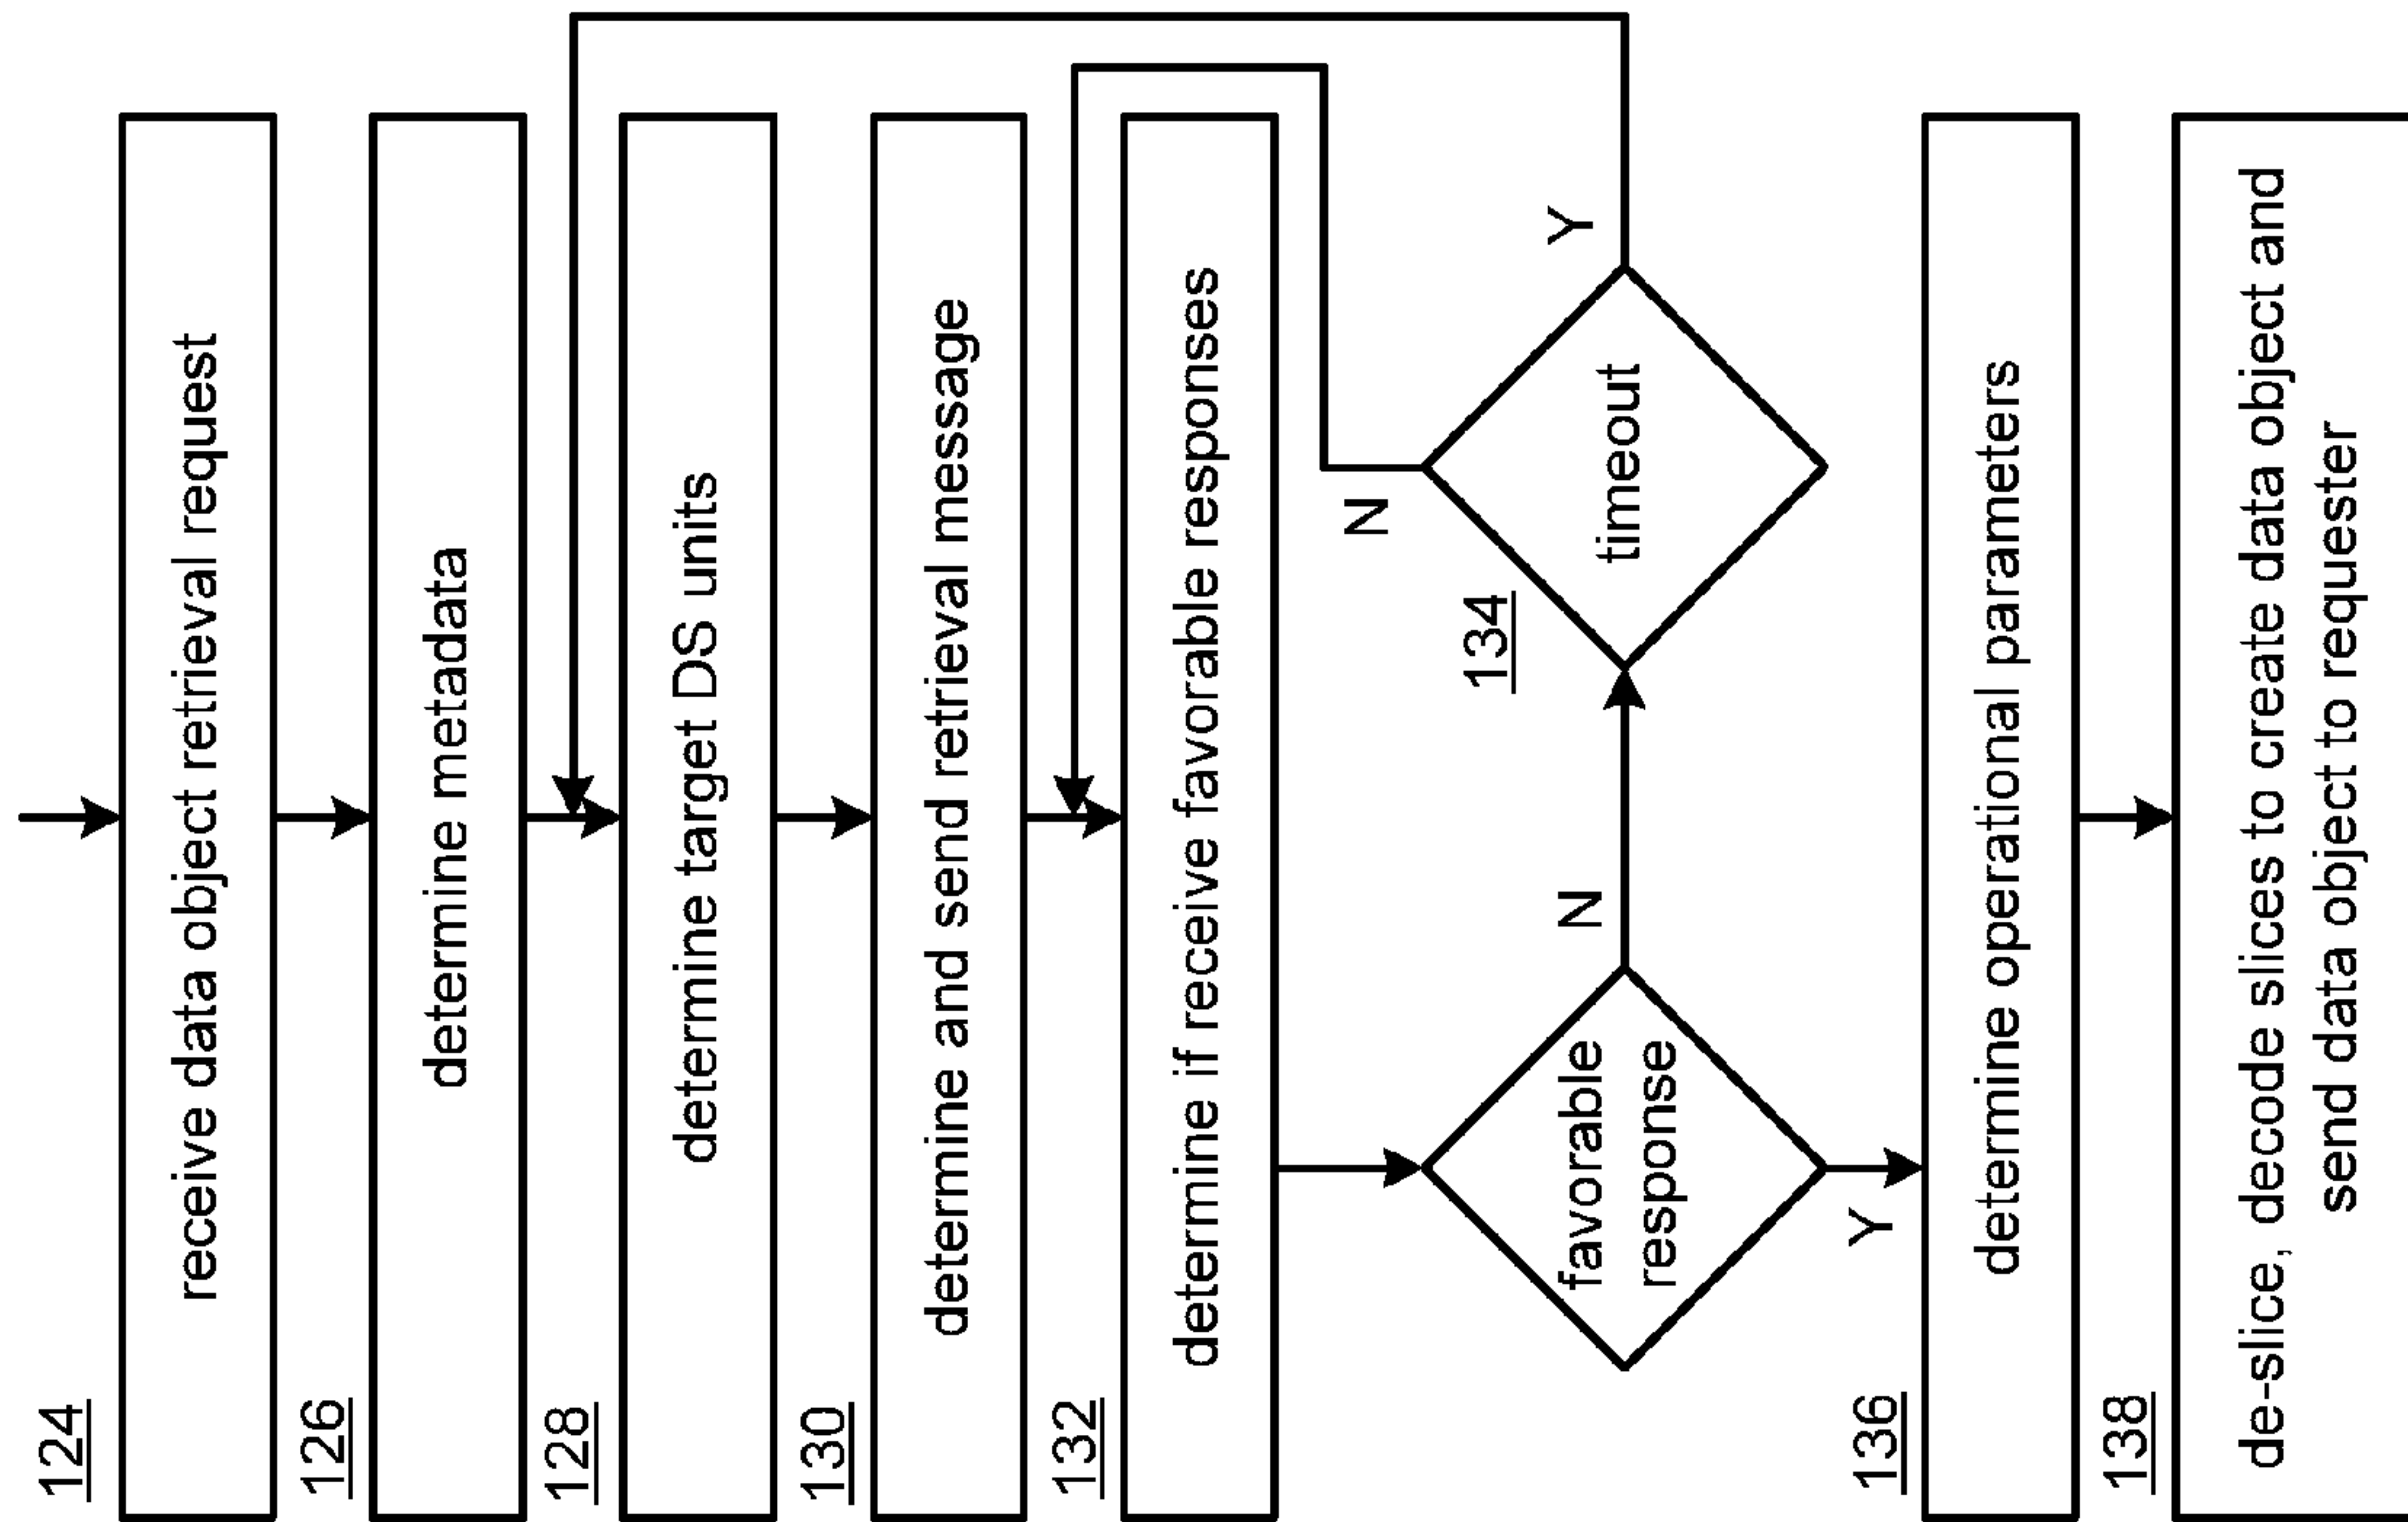 124
receive data object retrieval request
126
determine metadata
128
determine target DS units
130
determine and send retrieval message
132
determine if receive favorable responses
favorable
response
N
Y
134
timeout
N
Y
136
determine operational parameters
138
de-slice, decode slices to create data object and
send data object to requester